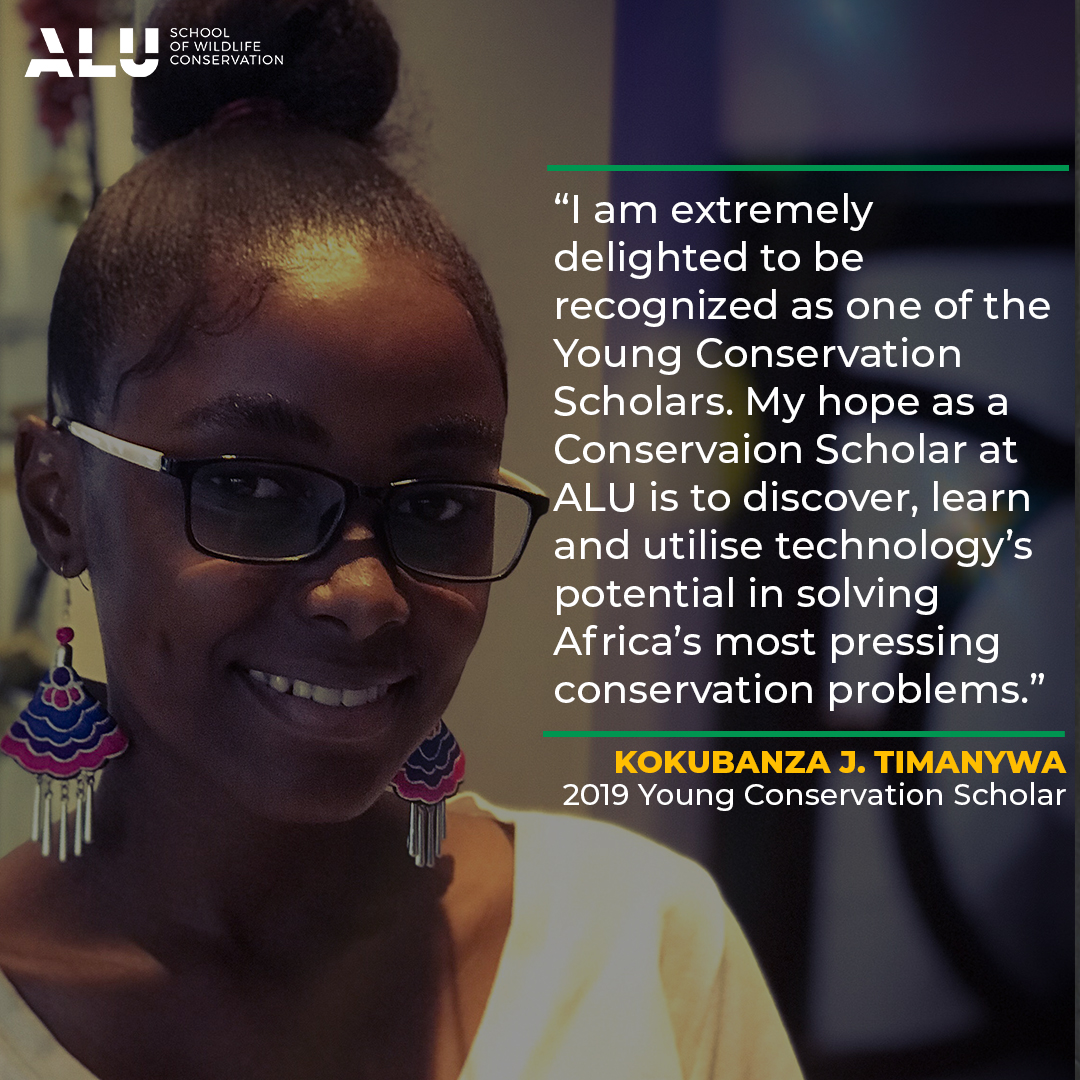 ALU
SCHOOL
OF WILDLIFE
CONSERVATION
“I am extremely
delighted to be
recognized as one of the
Young Conservation
Scholars. My hope as a
Conservaion Scholar at
ALU is to discover, learn
and utilise technology’s
potential in solving
Africa’s most pressing
conservation problems.”
KOKUBANZA J. TIMANYWA
2019 Young Conservation Scholar